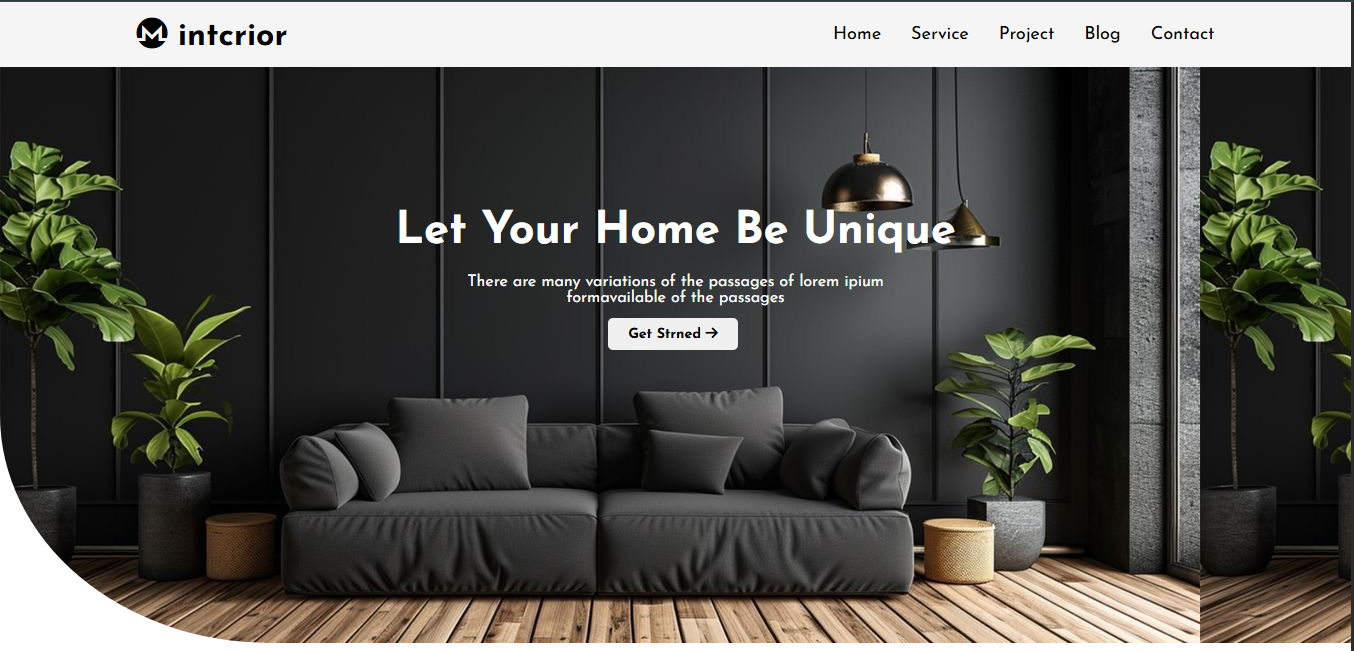 intcrior
Home Service Project Blog Contact
Let Your Home Be Unique
There are many variations of the passages of lorem ipium
formavailable of the passages
Get Strned →